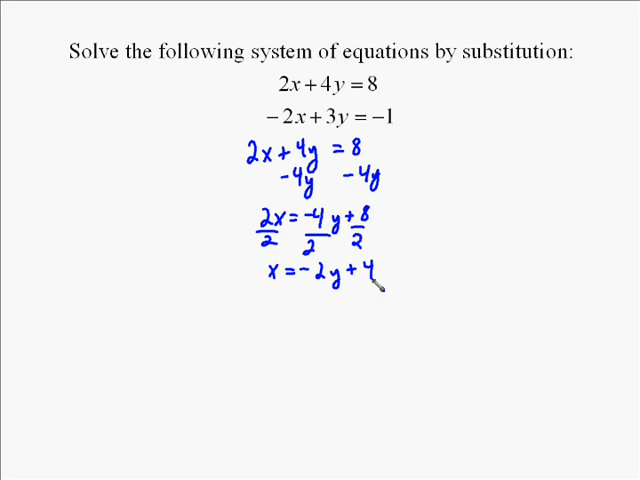 Solve the following system of equations by substitution:
2x + 4y = 8
− 2x + 3y = −1
2x + 4y = 8
- 4y - 4y
2x/2 = -4/2 y + 8/2
x = - 2y + 4